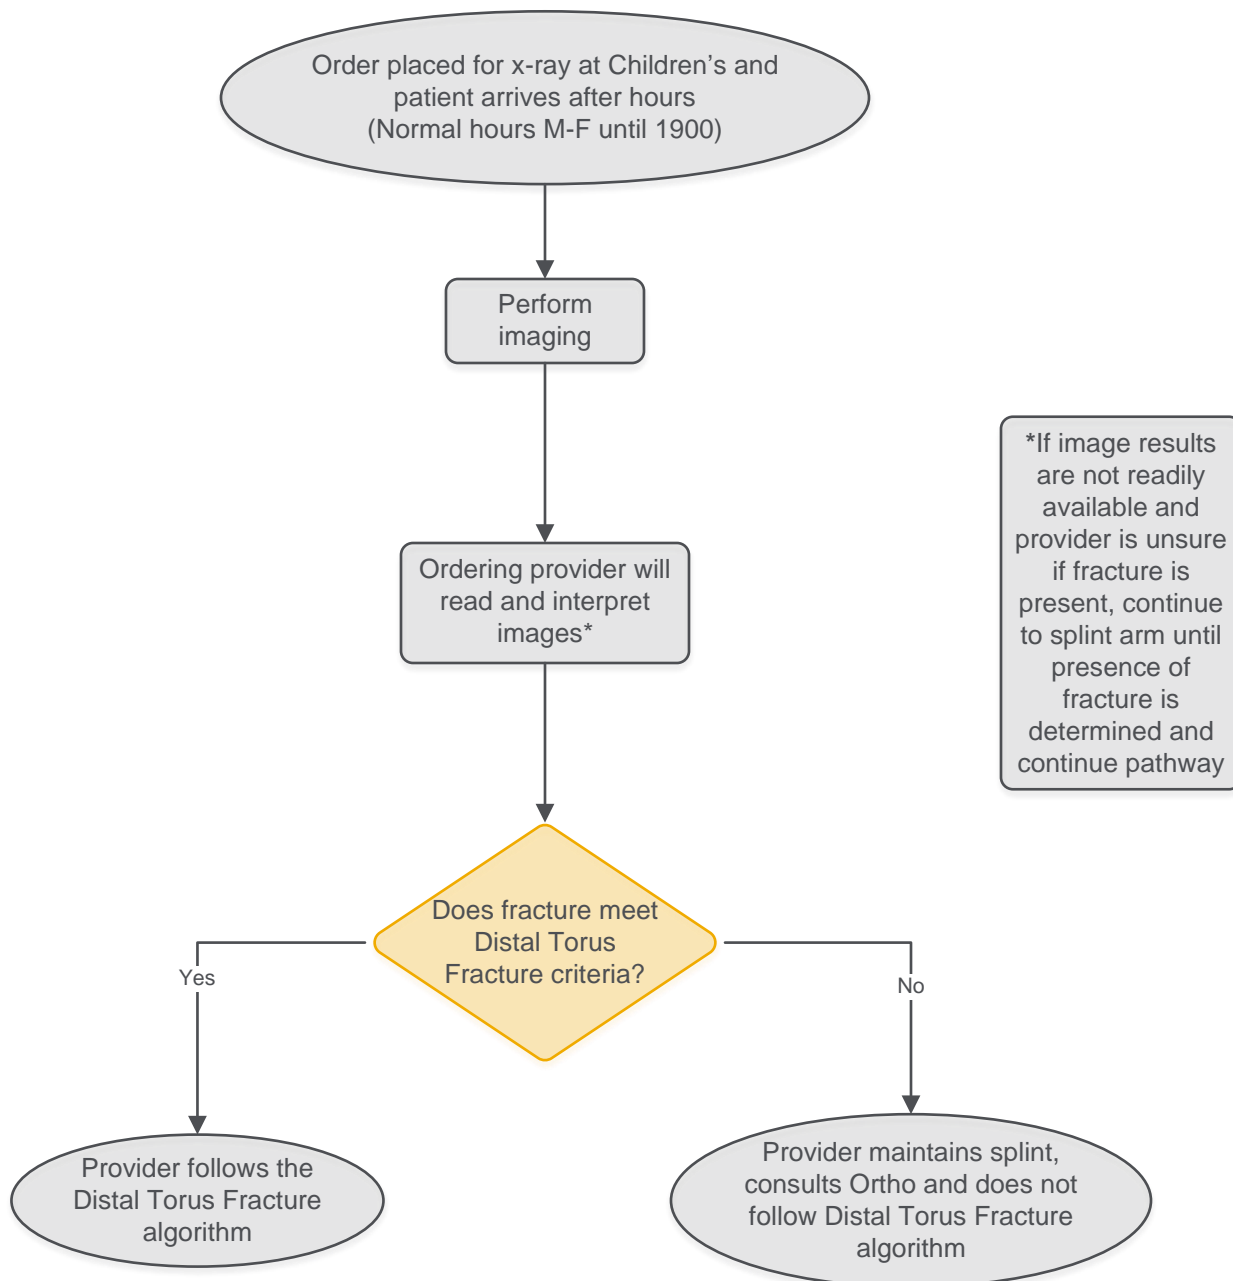 Order placed for x-ray at Children's and
patient arrives after hours
(Normal hours M-F until 1900)
Perform
imaging
Ordering provider will
read and interpret
images*
*If image results
are not readily
available and
provider is unsure
if fracture is
present, continue
to splint arm until
presence of
fracture is
determined and
continue pathway
Does fracture meet
Distal Torus
Fracture criteria?
Yes
No
Provider follows the
Distal Torus Fracture
algorithm
Provider maintains splint,
consults Ortho and does not
follow Distal Torus Fracture
algorithm